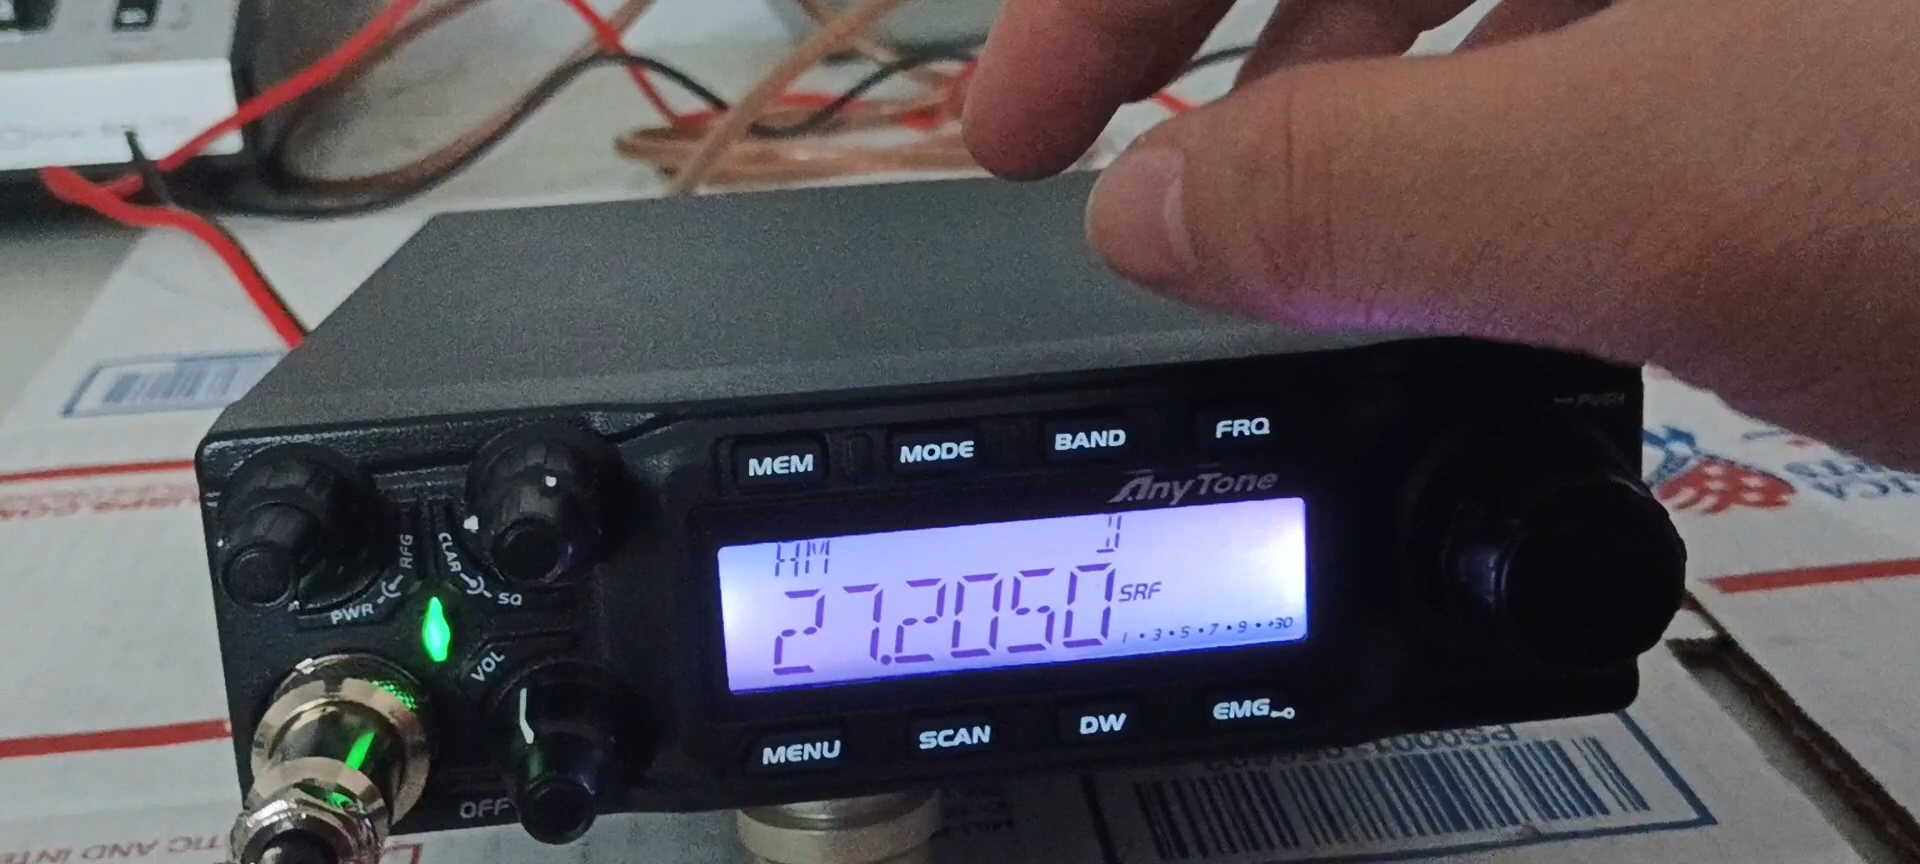 PUSH
MEM
MODE
BAND
FRQ
AnyTone
AM
D
27.2050
SRF
1 • 3 • 5 • 7 • 9 • +30
RFG
CLAR
PWR
SQ
VOL
OFF
MENU
SCAN
DW
EMG